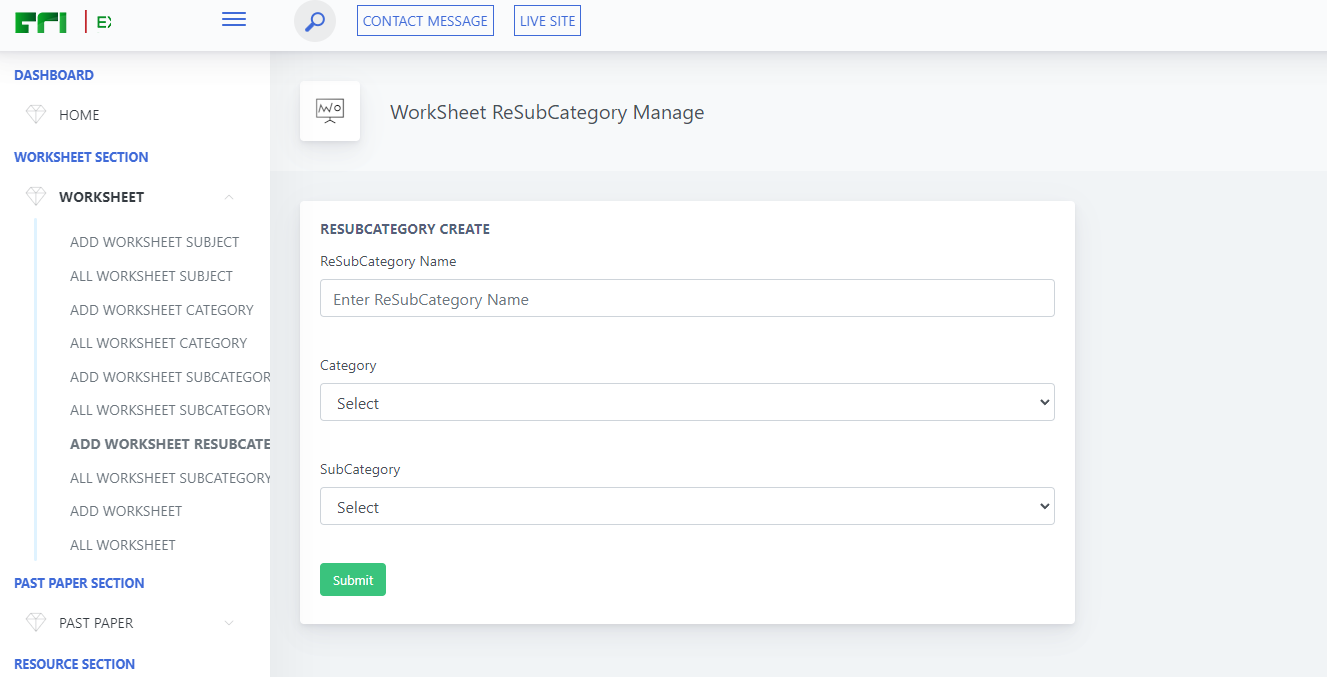 CONTACT MESSAGE
LIVE SITE
DASHBOARD
HOME
WORKSHEET SECTION
WORKSHEET
ADD WORKSHEET SUBJECT
ALL WORKSHEET SUBJECT
ADD WORKSHEET CATEGORY
ALL WORKSHEET CATEGORY
ADD WORKSHEET SUBCATEGOR
ALL WORKSHEET SUBCATEGORY
ADD WORKSHEET RESUBCATE
ALL WORKSHEET SUBCATEGORY
ADD WORKSHEET
ALL WORKSHEET
PAST PAPER SECTION
PAST PAPER
RESOURCE SECTION
WorkSheet ReSubCategory Manage
RESUBCATEGORY CREATE
ReSubCategory Name
Enter ReSubCategory Name
Category
Select
SubCategory
Select
Submit